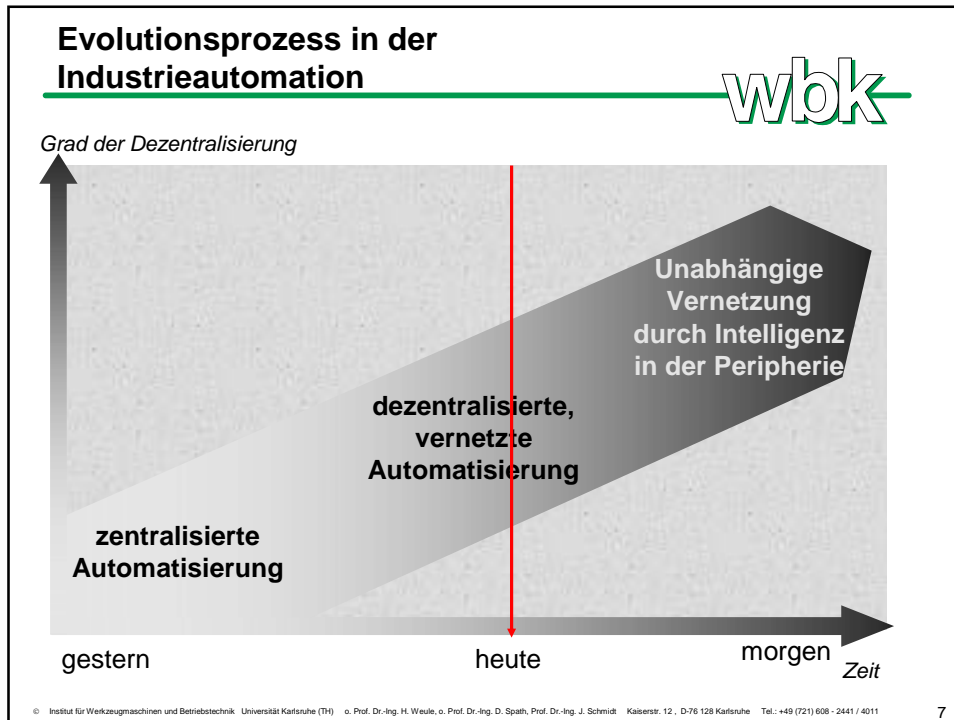 Evolutionsprozess in der
Industrieautomation
wbk
Grad der Dezentralisierung
Unabhängige
Vernetzung
durch Intelligenz
in der Peripherie
dezentralisierte,
vernetzte
Automatisierung
zentralisierte
Automatisierung
gestern
heute
morgen
Zeit
© Institut für Werkzeugmaschinen und Betriebstechnik Universität Karlsruhe (TH) o. Prof. Dr.-Ing. H. Weule, o. Prof. Dr.-Ing. D. Spath, Prof. Dr.-Ing. J. Schmidt Kaiserstr. 12 , D-76 128 Karlsruhe Tel.: +49 (721) 608 - 2441 / 4011
7